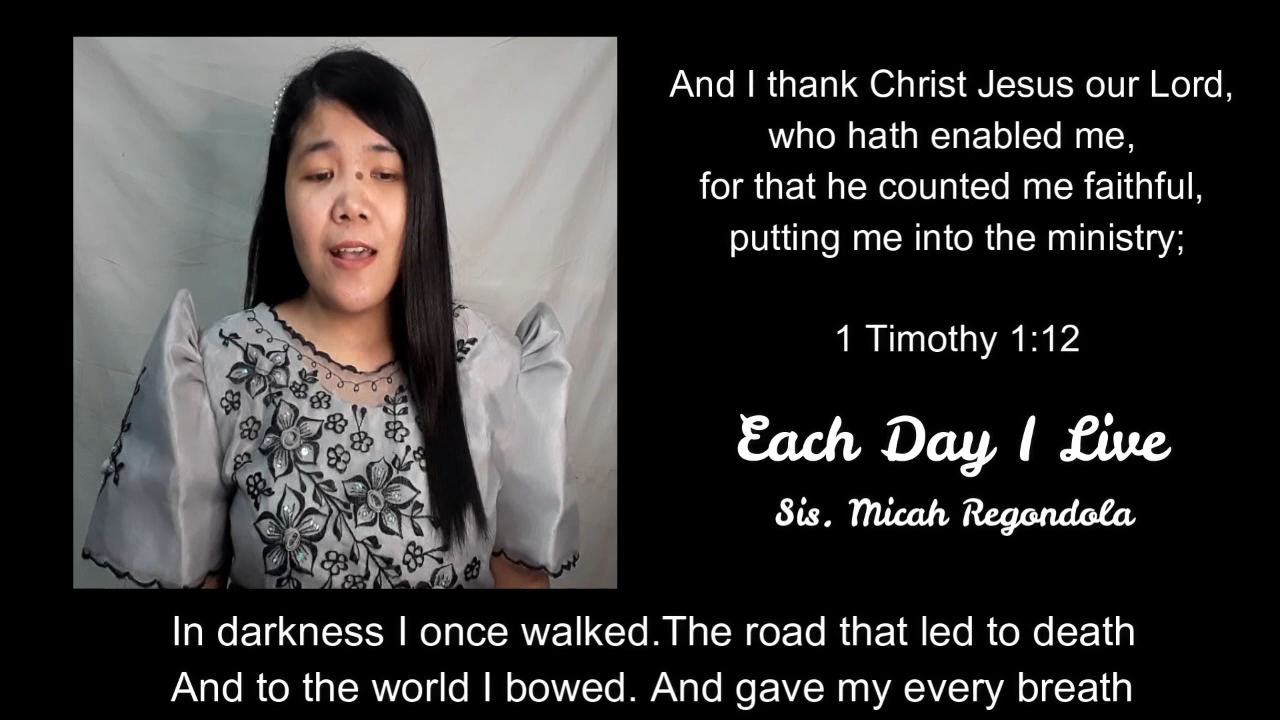 And I thank Christ Jesus our Lord,
who hath enabled me,
for that he counted me faithful,
putting me into the ministry;
1 Timothy 1:12
Each Day I Live
Sis. Micah Regondola
In darkness I once walked.The road that led to death
And to the world I bowed. And gave my every breath